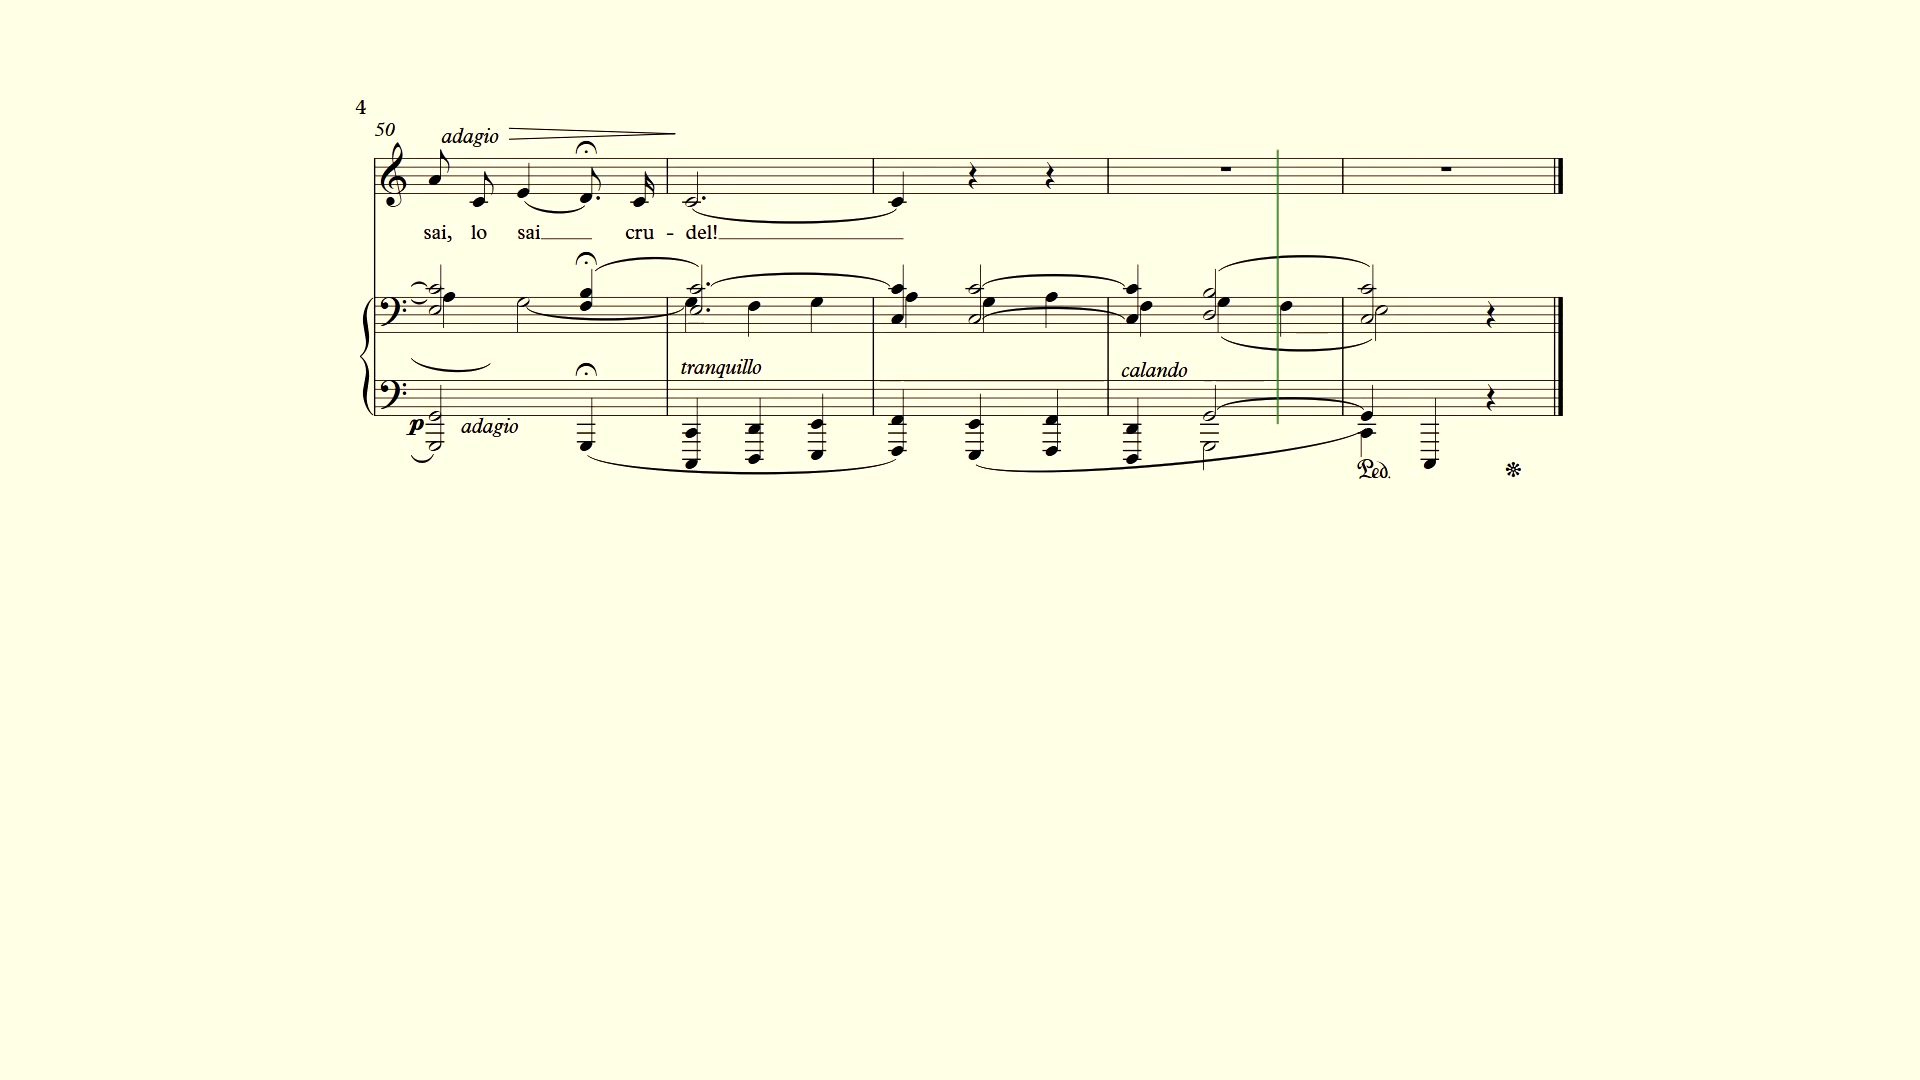 4
50
adagio
sai, lo sai cru - del!
tranquillo
calando
p adagio
Ped.